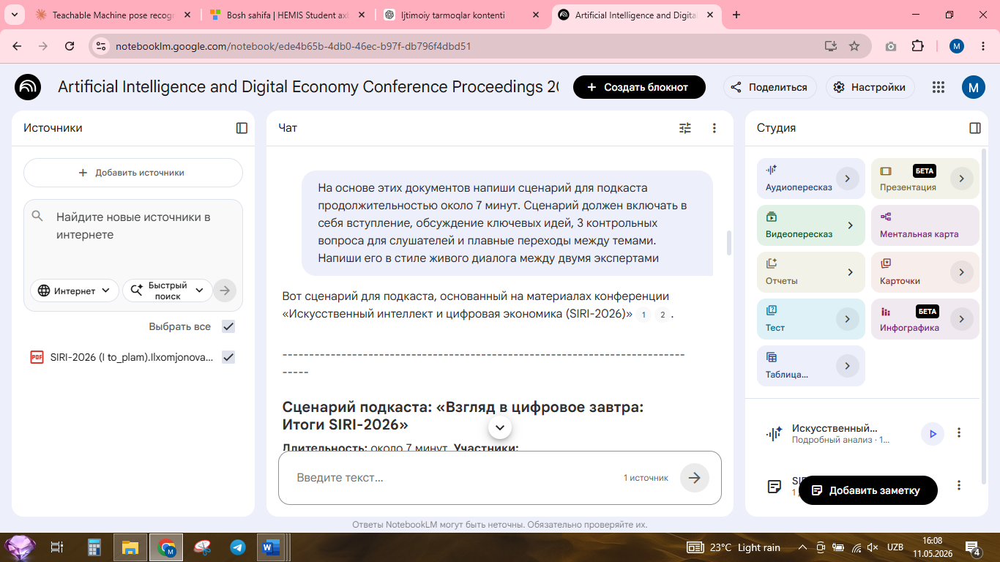 Teachable Machine pose recogn
Bosh sahifa | HEMIS Student axb
Ijtimoiy tarmoqlar kontenti
Artificial Intelligence and Digital
notebooklm.google.com/notebook/ede4b65b-4db0-46ec-b97f-db796f4dbd51
M
Artificial Intelligence and Digital Economy Conference Proceedings 20
Создать блокнот
Поделиться
Настройки
M
Источники
Добавить источники
Найдите новые источники в
интернете
Интернет
Быстрый
поиск
Выбрать все
PDF
SIRI-2026 (I to_plam).Ilxomjonova...
Чат
На основе этих документов напиши сценарий для подкаста
продолжительностью около 7 минут. Сценарий должен включать в
себя вступление, обсуждение ключевых идей, 3 контрольных
вопроса для слушателей и плавные переходы между темами.
Напиши его в стиле живого диалога между двумя экспертами
Вот сценарий для подкаста, основанный на материалах конференции
«Искусственный интеллект и цифровая экономика (SIRI-2026)» 1 2 .
--------------------------------------------------------------------------------
-----
Сценарий подкаста: «Взгляд в цифровое завтра:
Итоги SIRI-2026»
Длительность: около 7 минут. Участники:
Введите текст...
1 источник
Ответы NotebookLM могут быть неточны. Обязательно проверяйте их.
Студия
Аудиопересказ
БЕТА
Презентация
Видеопересказ
Ментальная карта
Отчеты
Карточки
Тест
БЕТА
Инфографика
Таблица...
Искусственный...
Подробный анализ · 1...
Добавить заметку
M
W
23°C Light rain
UZB
16:08
11.05.2026
4